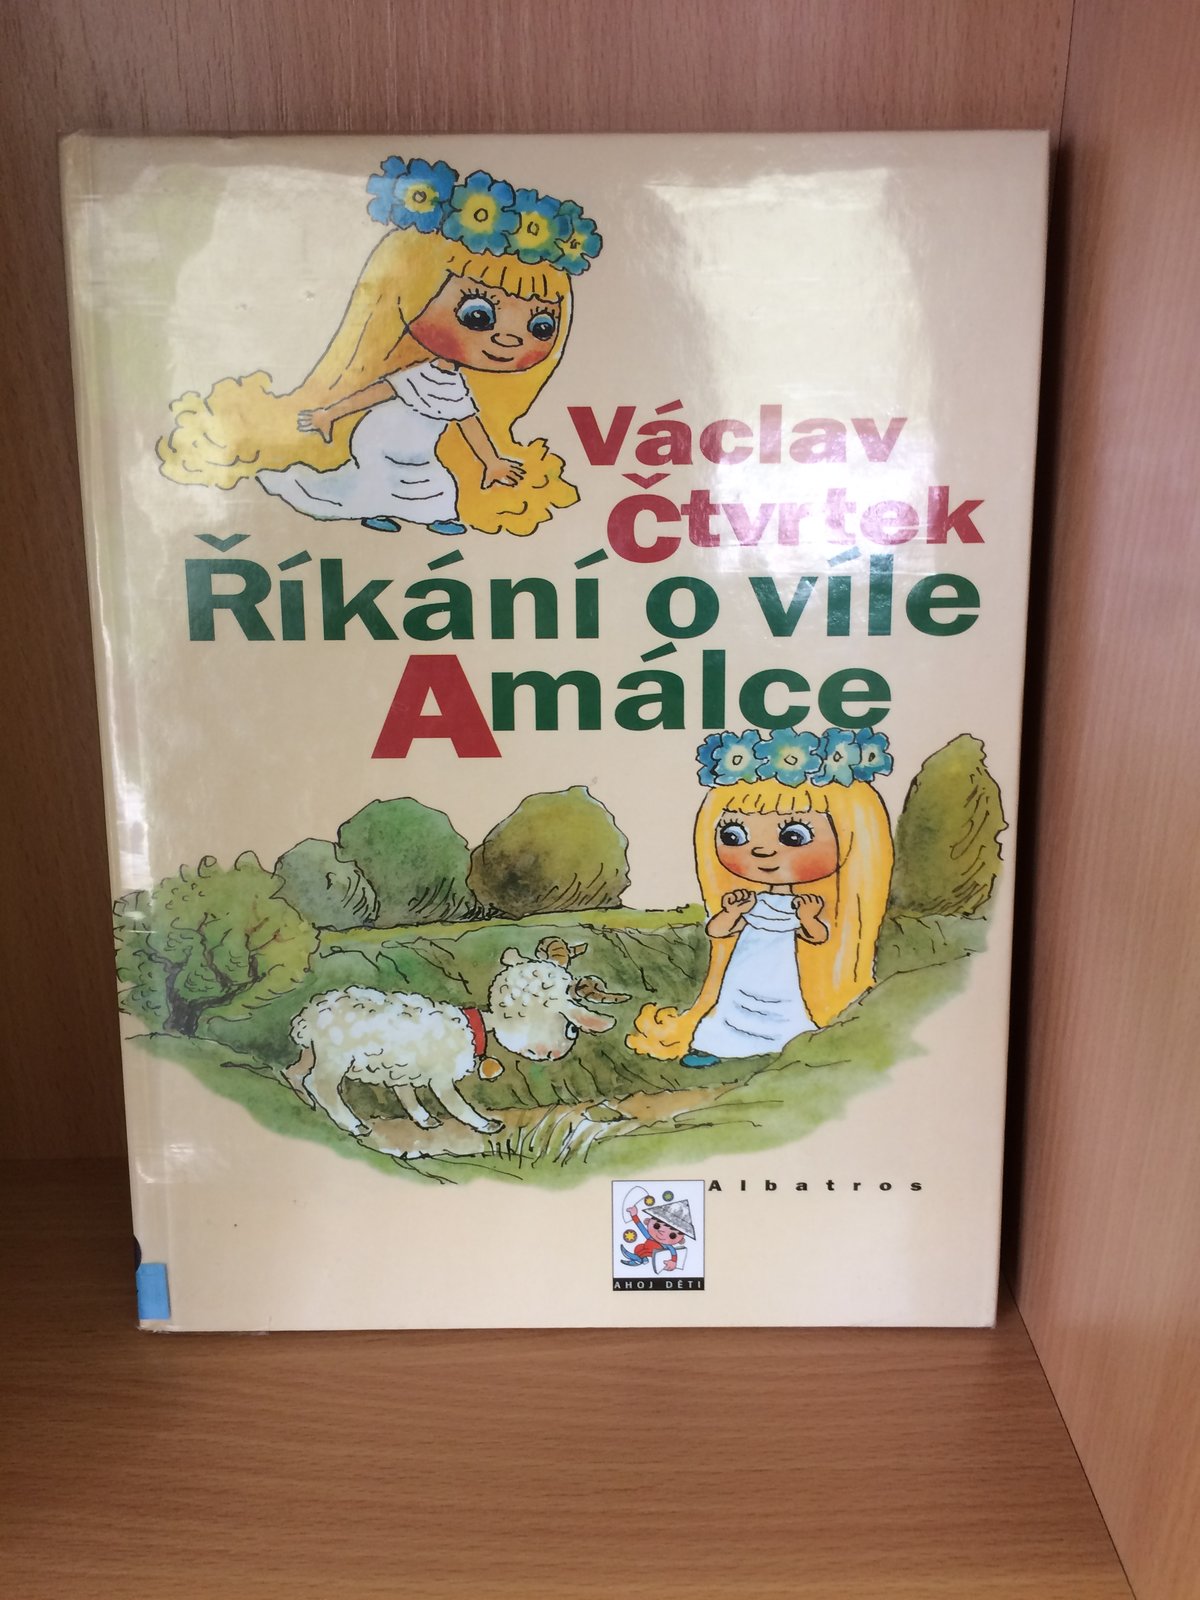 Václav
Čtvrtek
Říkání o víle
Amálce
Albatros
AHOJ DĚTI